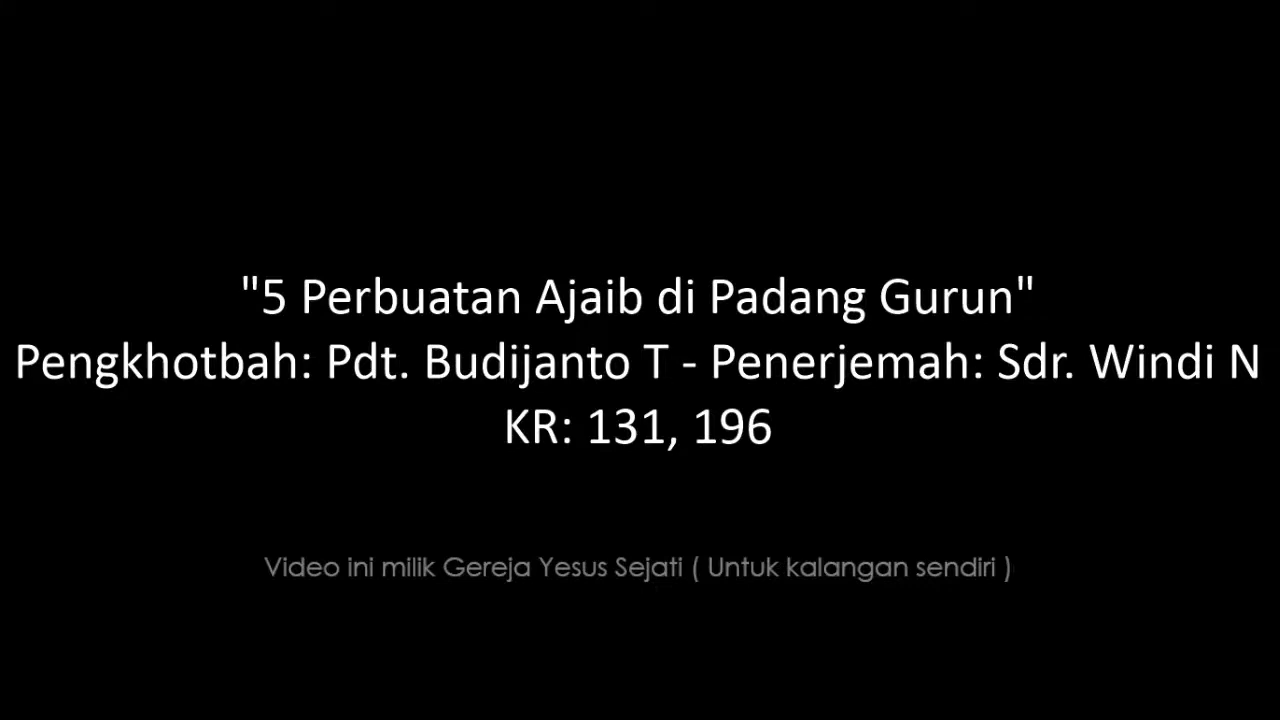 "5 Perbuatan Ajaib di Padang Gurun"
Pengkhotbah: Pdt. Budijanto T - Penerjemah: Sdr. Windi N
KR: 131, 196
Video ini milik Gereja Yesus Sejati ( Untuk kalangan sendiri )